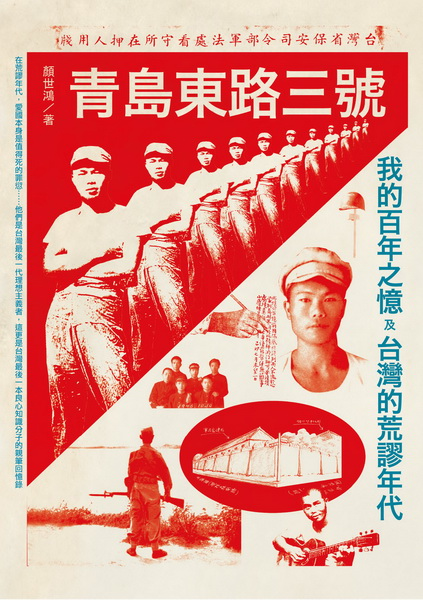 台灣省保安司令部軍法處看守所在押人用牋
青島東路三號
顏世鴻／著
我的百年之憶及台灣的荒謬年代
在荒謬年代，愛國本身是值得死的罪愆……他們是台灣最後一代理想主義者，這更是台灣最後一本良心知識分子的親筆回憶錄